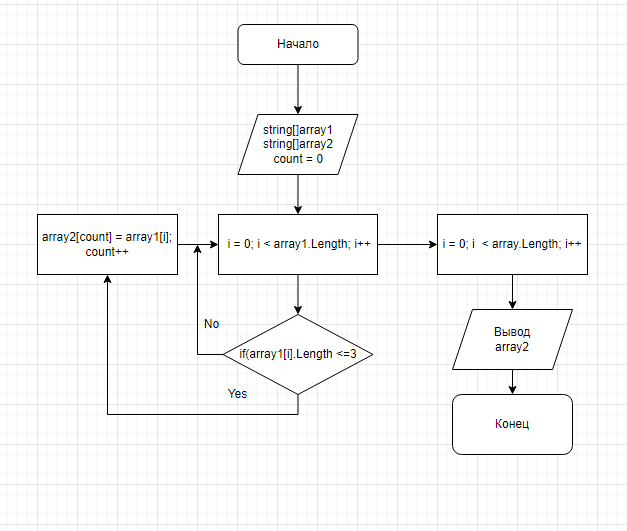 Начало
string[]array1
string[]array2
count = 0
array2[count] = array1[i];
count++
i = 0; i < array1.Length; i++
i = 0; i < array.Length; i++
No
if(array1[i].Length <=3
Yes
Вывод
array2
Конец